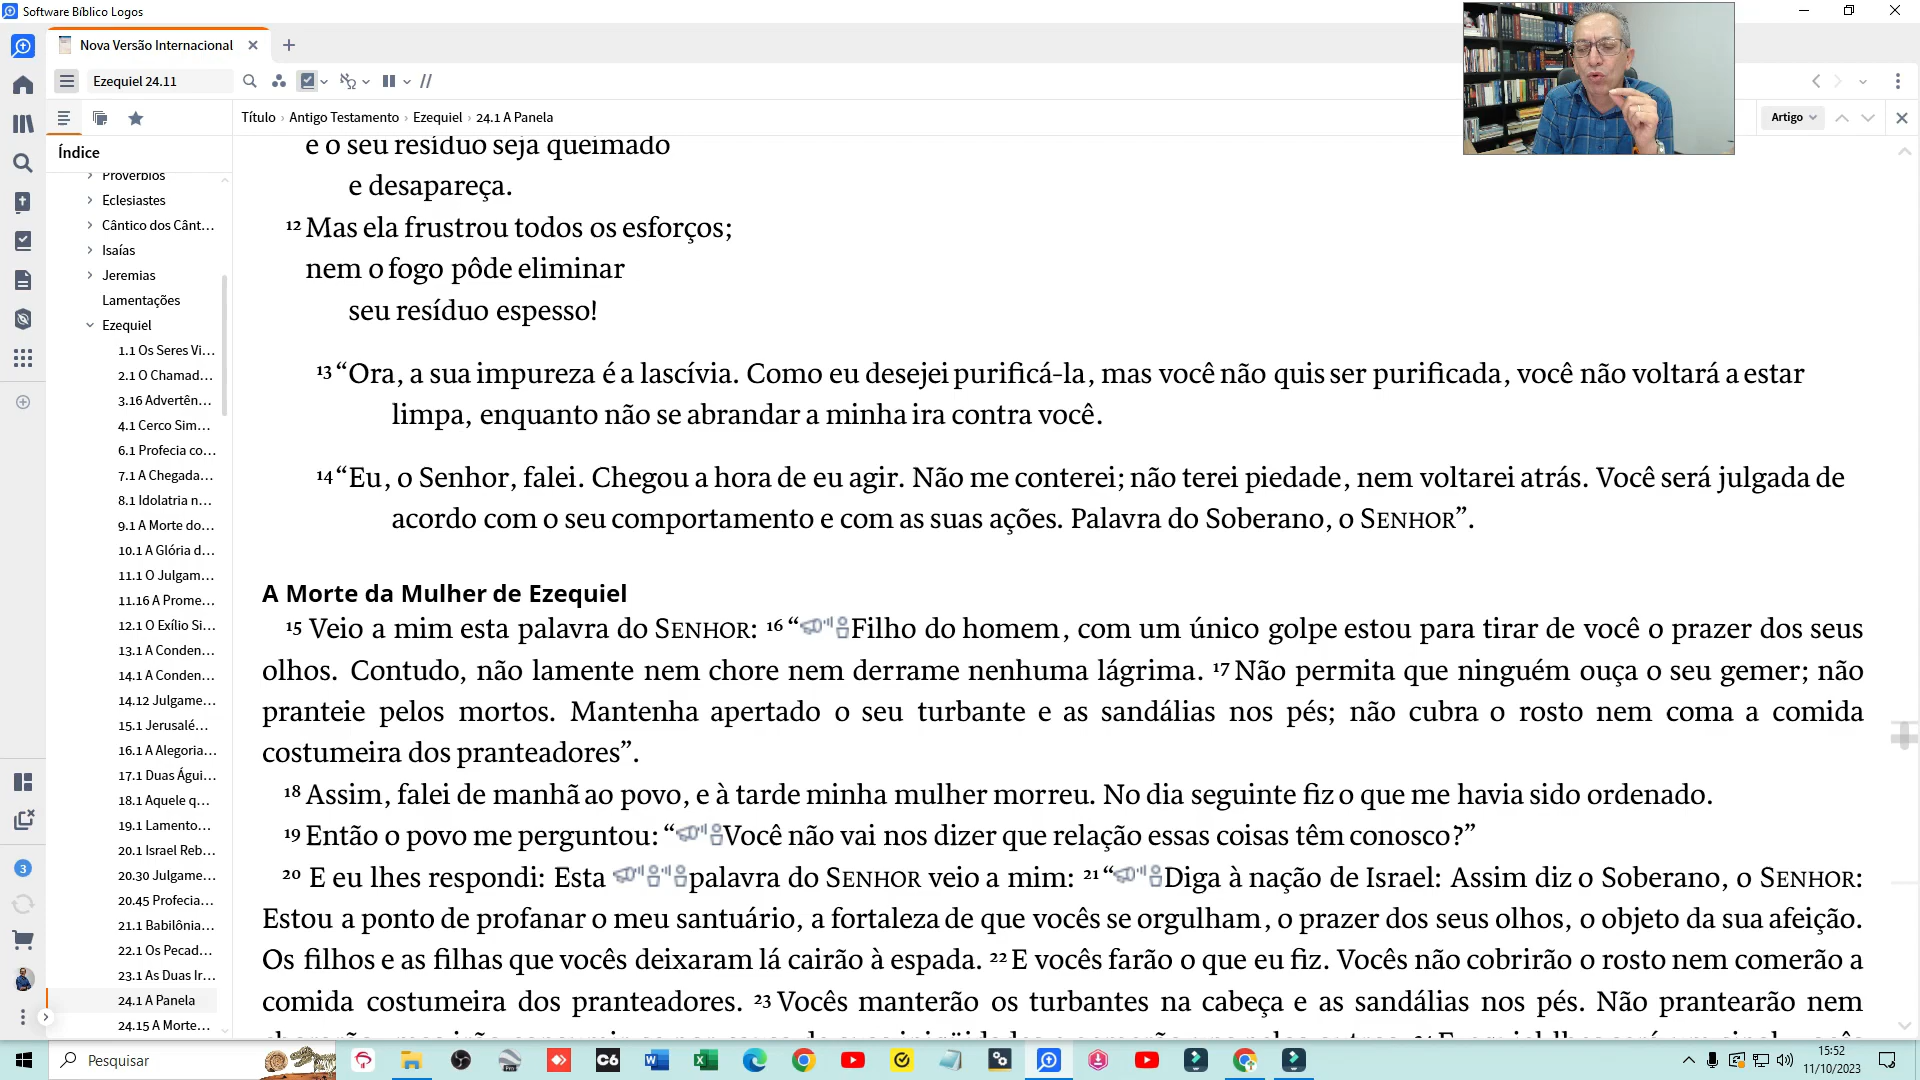 Software Bíblico Logos
Nova Versão Internacional
Ezequiel 24.11
Título › Antigo Testamento › Ezequiel › 24.1 A Panela
Artigo
Índice
Provérbios
Eclesiastes
Cântico dos Cânt...
Isaías
Jeremias
Lamentações
Ezequiel
1.1 Os Seres Vi...
2.1 O Chamad...
3.16 Advertên...
4.1 Cerco Sim...
6.1 Profecia co...
7.1 A Chegada...
8.1 Idolatria n...
9.1 A Morte do...
10.1 A Glória d...
11.1 O Julgam...
11.16 A Prome...
12.1 O Exílio Si...
13.1 A Conden...
14.1 A Conden...
14.12 Julgame...
15.1 Jerusalé...
16.1 A Alegoria...
17.1 Duas Águi...
18.1 Aquele q...
19.1 Lamento...
20.1 Israel Reb...
20.30 Julgame...
20.45 Profecia...
21.1 Babilônia...
22.1 Os Pecad...
23.1 As Duas Ir...
24.1 A Panela
24.15 A Morte...
e o seu resíduo seja queimado
e desapareça.
12 Mas ela frustrou todos os esforços;
nem o fogo pôde eliminar
seu resíduo espesso!
13 “Ora, a sua impureza é a lascívia. Como eu desejei purificá-la, mas você não quis ser purificada, você não voltará a estar
limpa, enquanto não se abrandar a minha ira contra você.
14 “Eu, o Senhor, falei. Chegou a hora de eu agir. Não me conterei; não terei piedade, nem voltarei atrás. Você será julgada de
acordo com o seu comportamento e com as suas ações. Palavra do Soberano, o SENHOR”.
A Morte da Mulher de Ezequiel
15 Veio a mim esta palavra do SENHOR: 16 “Filho do homem, com um único golpe estou para tirar de você o prazer dos seus
olhos. Contudo, não lamente nem chore nem derrame nenhuma lágrima. 17 Não permita que ninguém ouça o seu gemer; não
pranteie pelos mortos. Mantenha apertado o seu turbante e as sandálias nos pés; não cubra o rosto nem coma a comida
costumeira dos pranteadores”.
18 Assim, falei de manhã ao povo, e à tarde minha mulher morreu. No dia seguinte fiz o que me havia sido ordenado.
19 Então o povo me perguntou: “Você não vai nos dizer que relação essas coisas têm conosco?”
20 E eu lhes respondi: Esta palavra do SENHOR veio a mim: 21 “Diga à nação de Israel: Assim diz o Soberano, o SENHOR:
Estou a ponto de profanar o meu santuário, a fortaleza de que vocês se orgulham, o prazer dos seus olhos, o objeto da sua afeição.
Os filhos e as filhas que vocês deixaram lá cairão à espada. 22 E vocês farão o que eu fiz. Vocês não cobrirão o rosto nem comerão a
comida costumeira dos pranteadores. 23 Vocês manterão os turbantes na cabeça e as sandálias nos pés. Não prantearão nem
3
Pesquisar
C6
15:52
11/10/2023